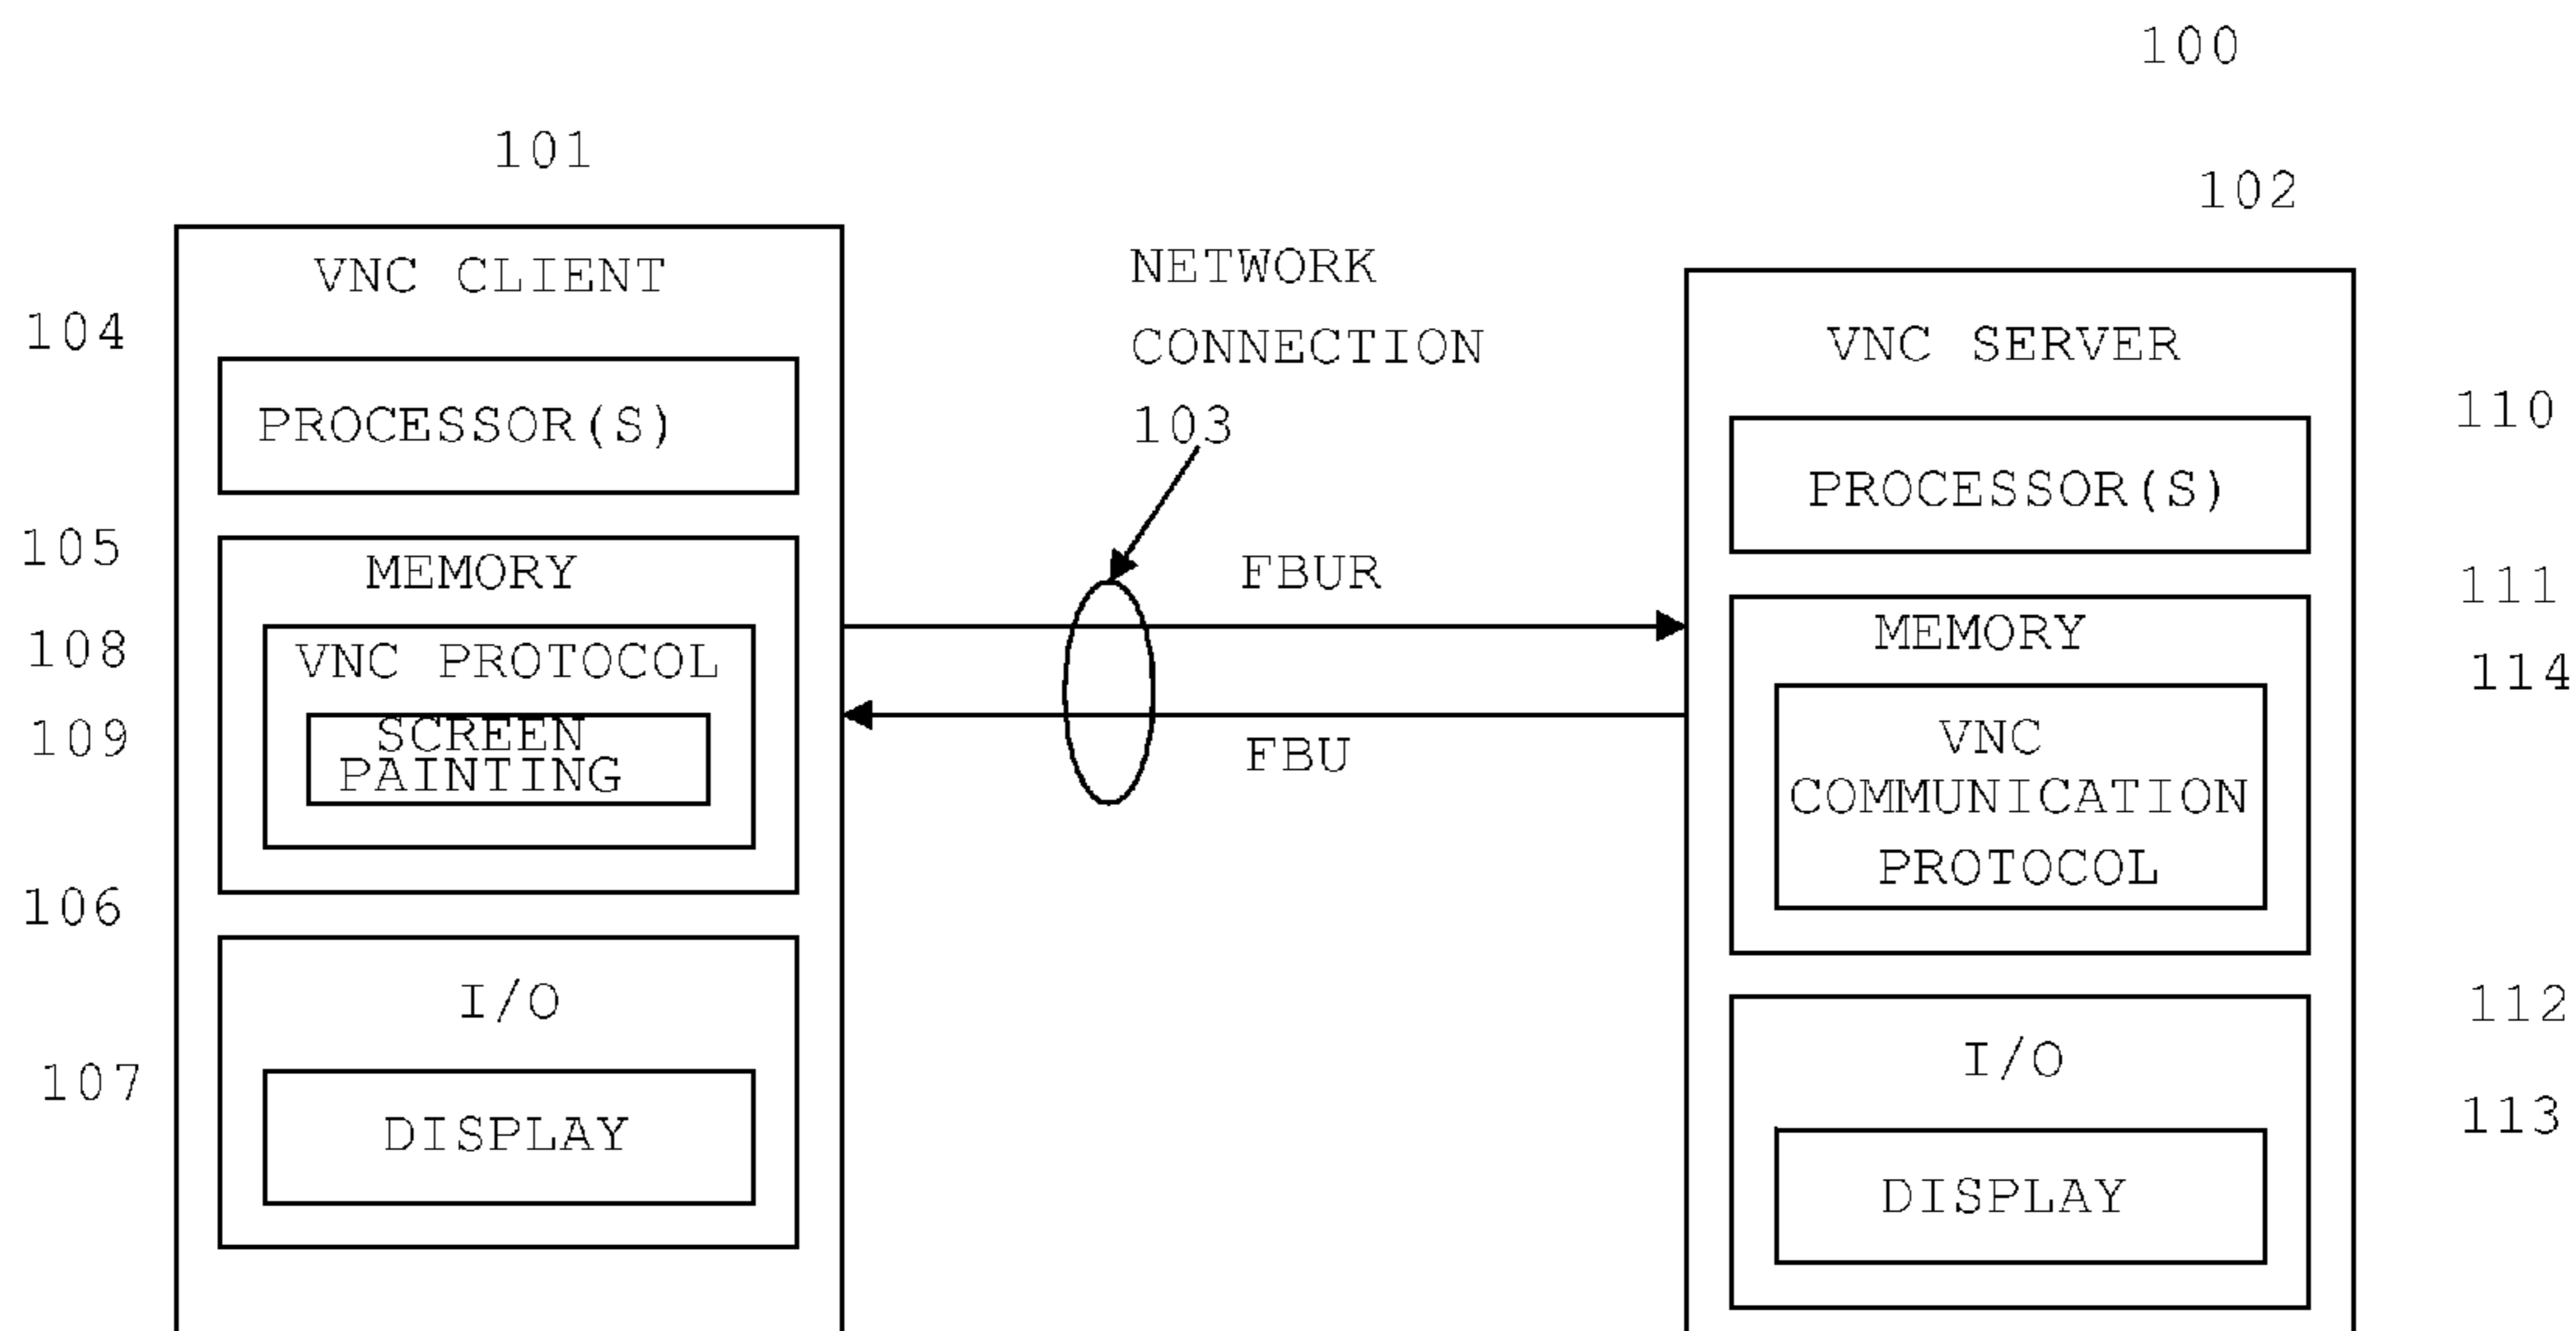 100
101
102
VNC CLIENT
104
PROCESSOR(S)
105
MEMORY
108
VNC PROTOCOL
109
SCREEN
PAINTING
106
I/O
107
DISPLAY
NETWORK
CONNECTION
103
FBUR
FBU
VNC SERVER
110
PROCESSOR(S)
111
MEMORY
114
VNC
COMMUNICATION
PROTOCOL
112
I/O
113
DISPLAY